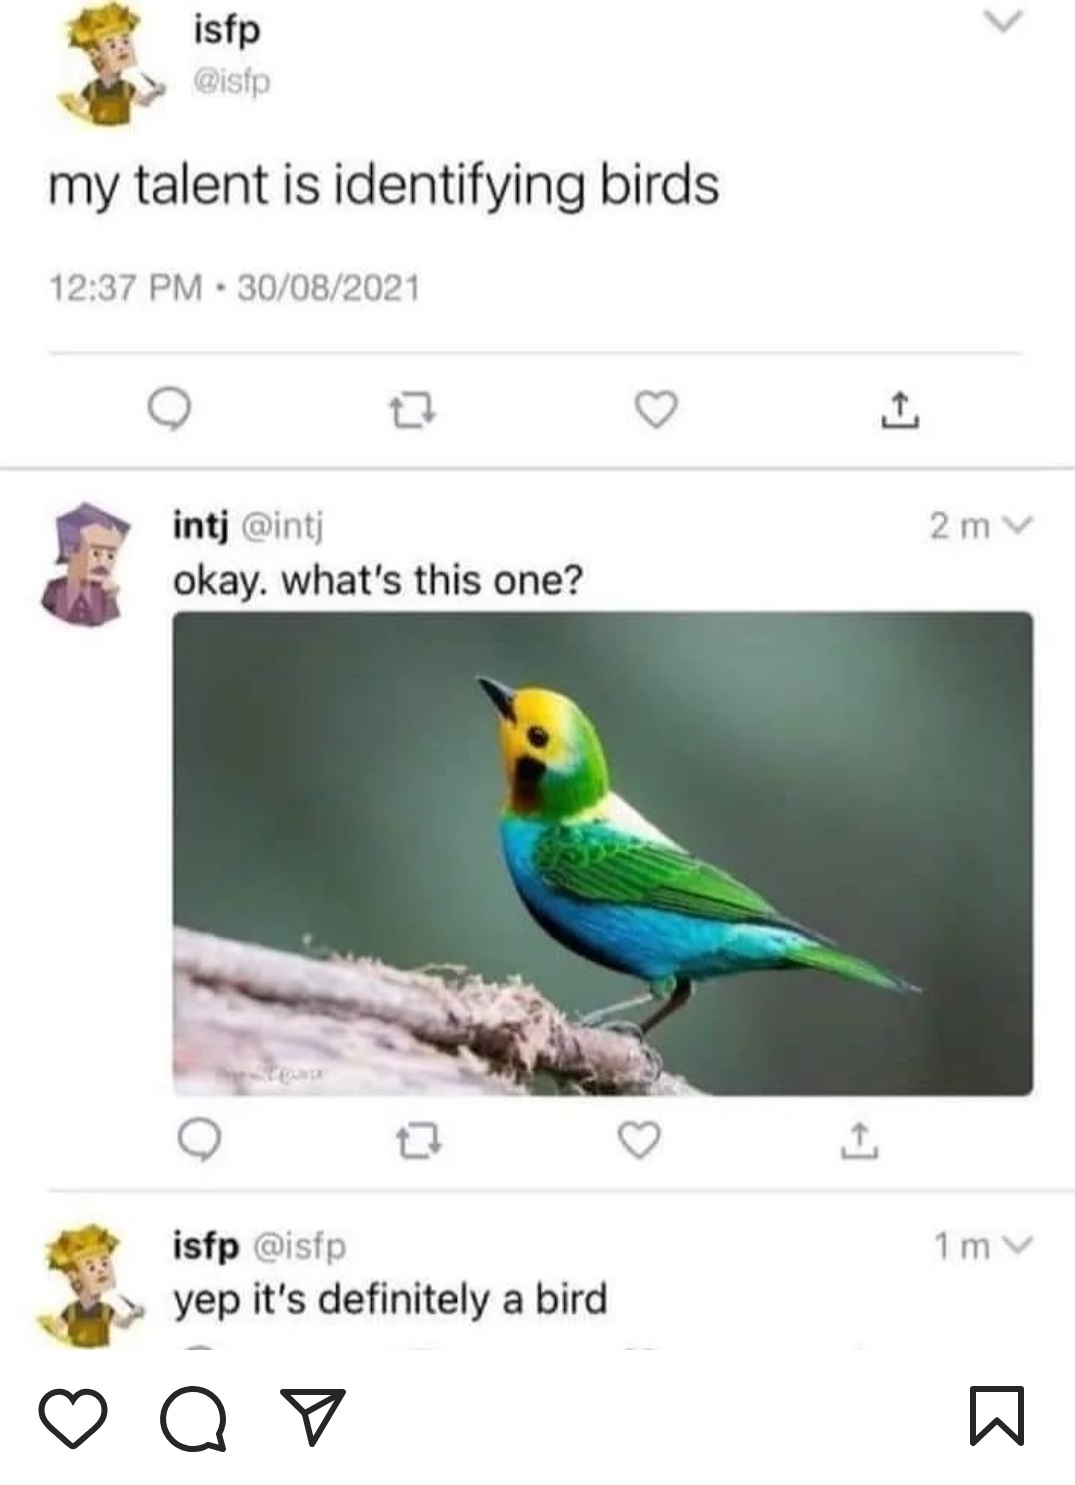 isfp
@isfp
my talent is identifying birds
12:37 PM • 30/08/2021
intj @intj 2 m
okay. what's this one?
isfp @isfp 1 m
yep it's definitely a bird